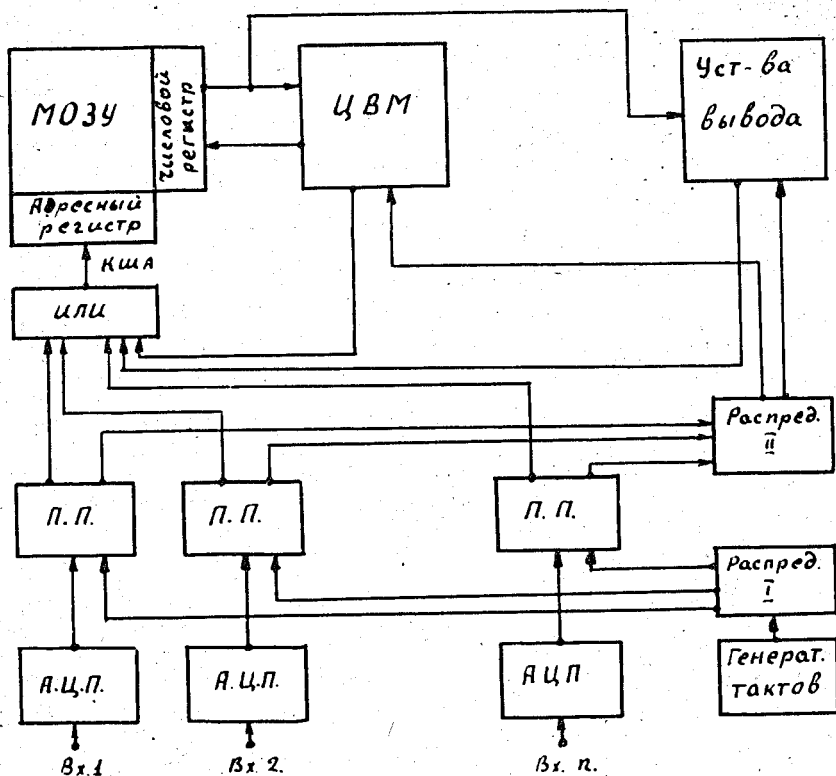 МОЗУ
Числовой
регистр
ЦВМ
Уст-ва
вывода
Адресный
регистр
КША
или
Распред.
II
П.П.
П.П.
П.П.
Распред.
I
А.Ц.П.
А.Ц.П.
АЦП
Генерат.
тактов
Вх.1
Вх.2.
Вх. п.